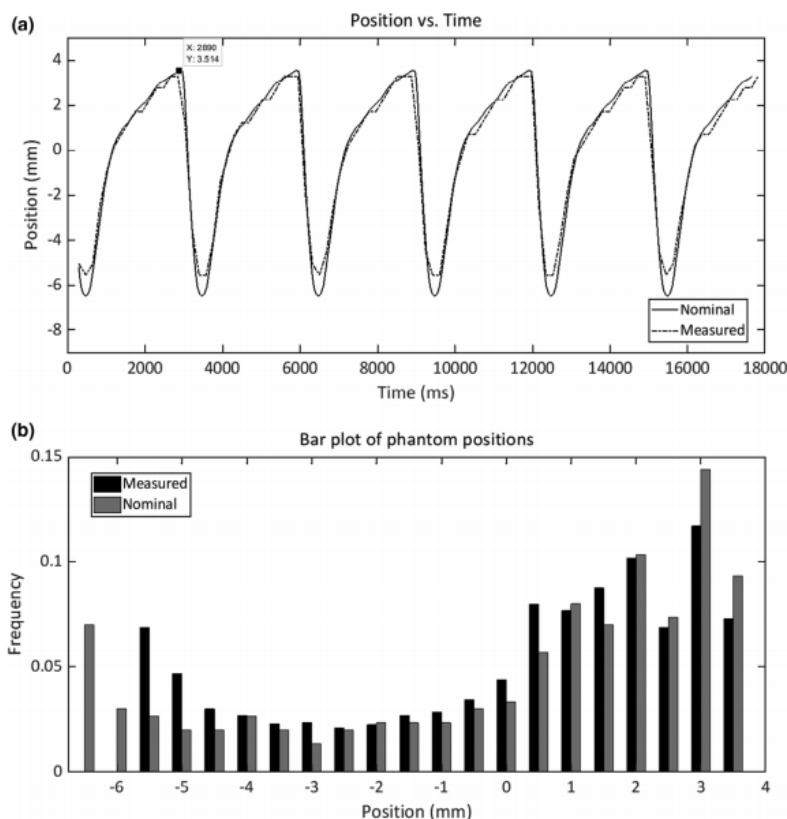 (a)
Position vs. Time
X: 2890
Y: 3.514
4
2
0
-2
-4
-6
-8
Position (mm)
Nominal
Measured
0 2000 4000 6000 8000 10000 12000 14000 16000 18000
Time (ms)
(b)
Bar plot of phantom positions
0.15
0.1
0.05
0
Frequency
Measured
Nominal
-6 -5 -4 -3 -2 -1 0 1 2 3 4
Position (mm)